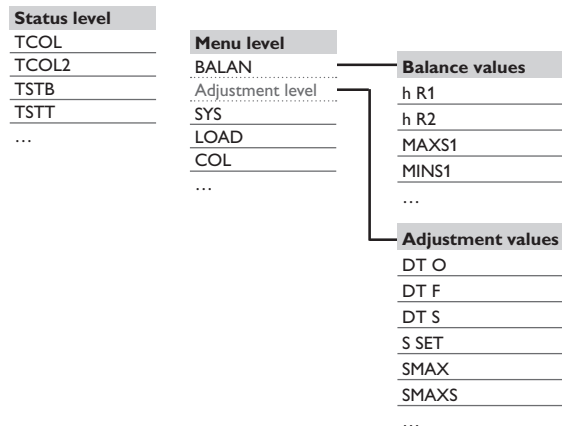 Status level
TCOL
TCOL2
TSTB
TSTT
…
Menu level
BALAN
Adjustment level
SYS
LOAD
COL
…
Balance values
h R1
h R2
MAXS1
MINS1
…
Adjustment values
DT O
DT F
DT S
S SET
SMAX
SMAXS
…